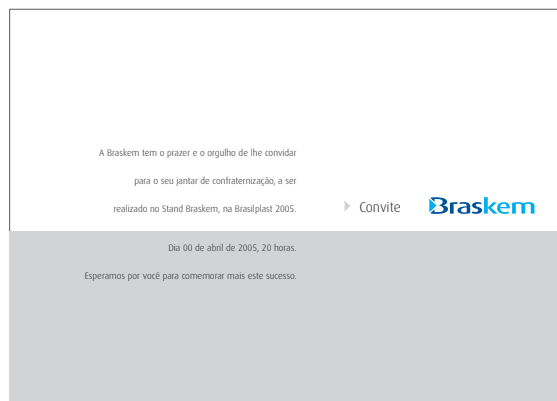 A Braskem tem o prazer e o orgulho de lhe convidar
para o seu jantar de confraternização, a ser
realizado no Stand Braskem, na Brasilplast 2005.
Dia 00 de abril de 2005, 20 horas.
Esperamos por você para comemorar mais este sucesso.
Convite
Braskem